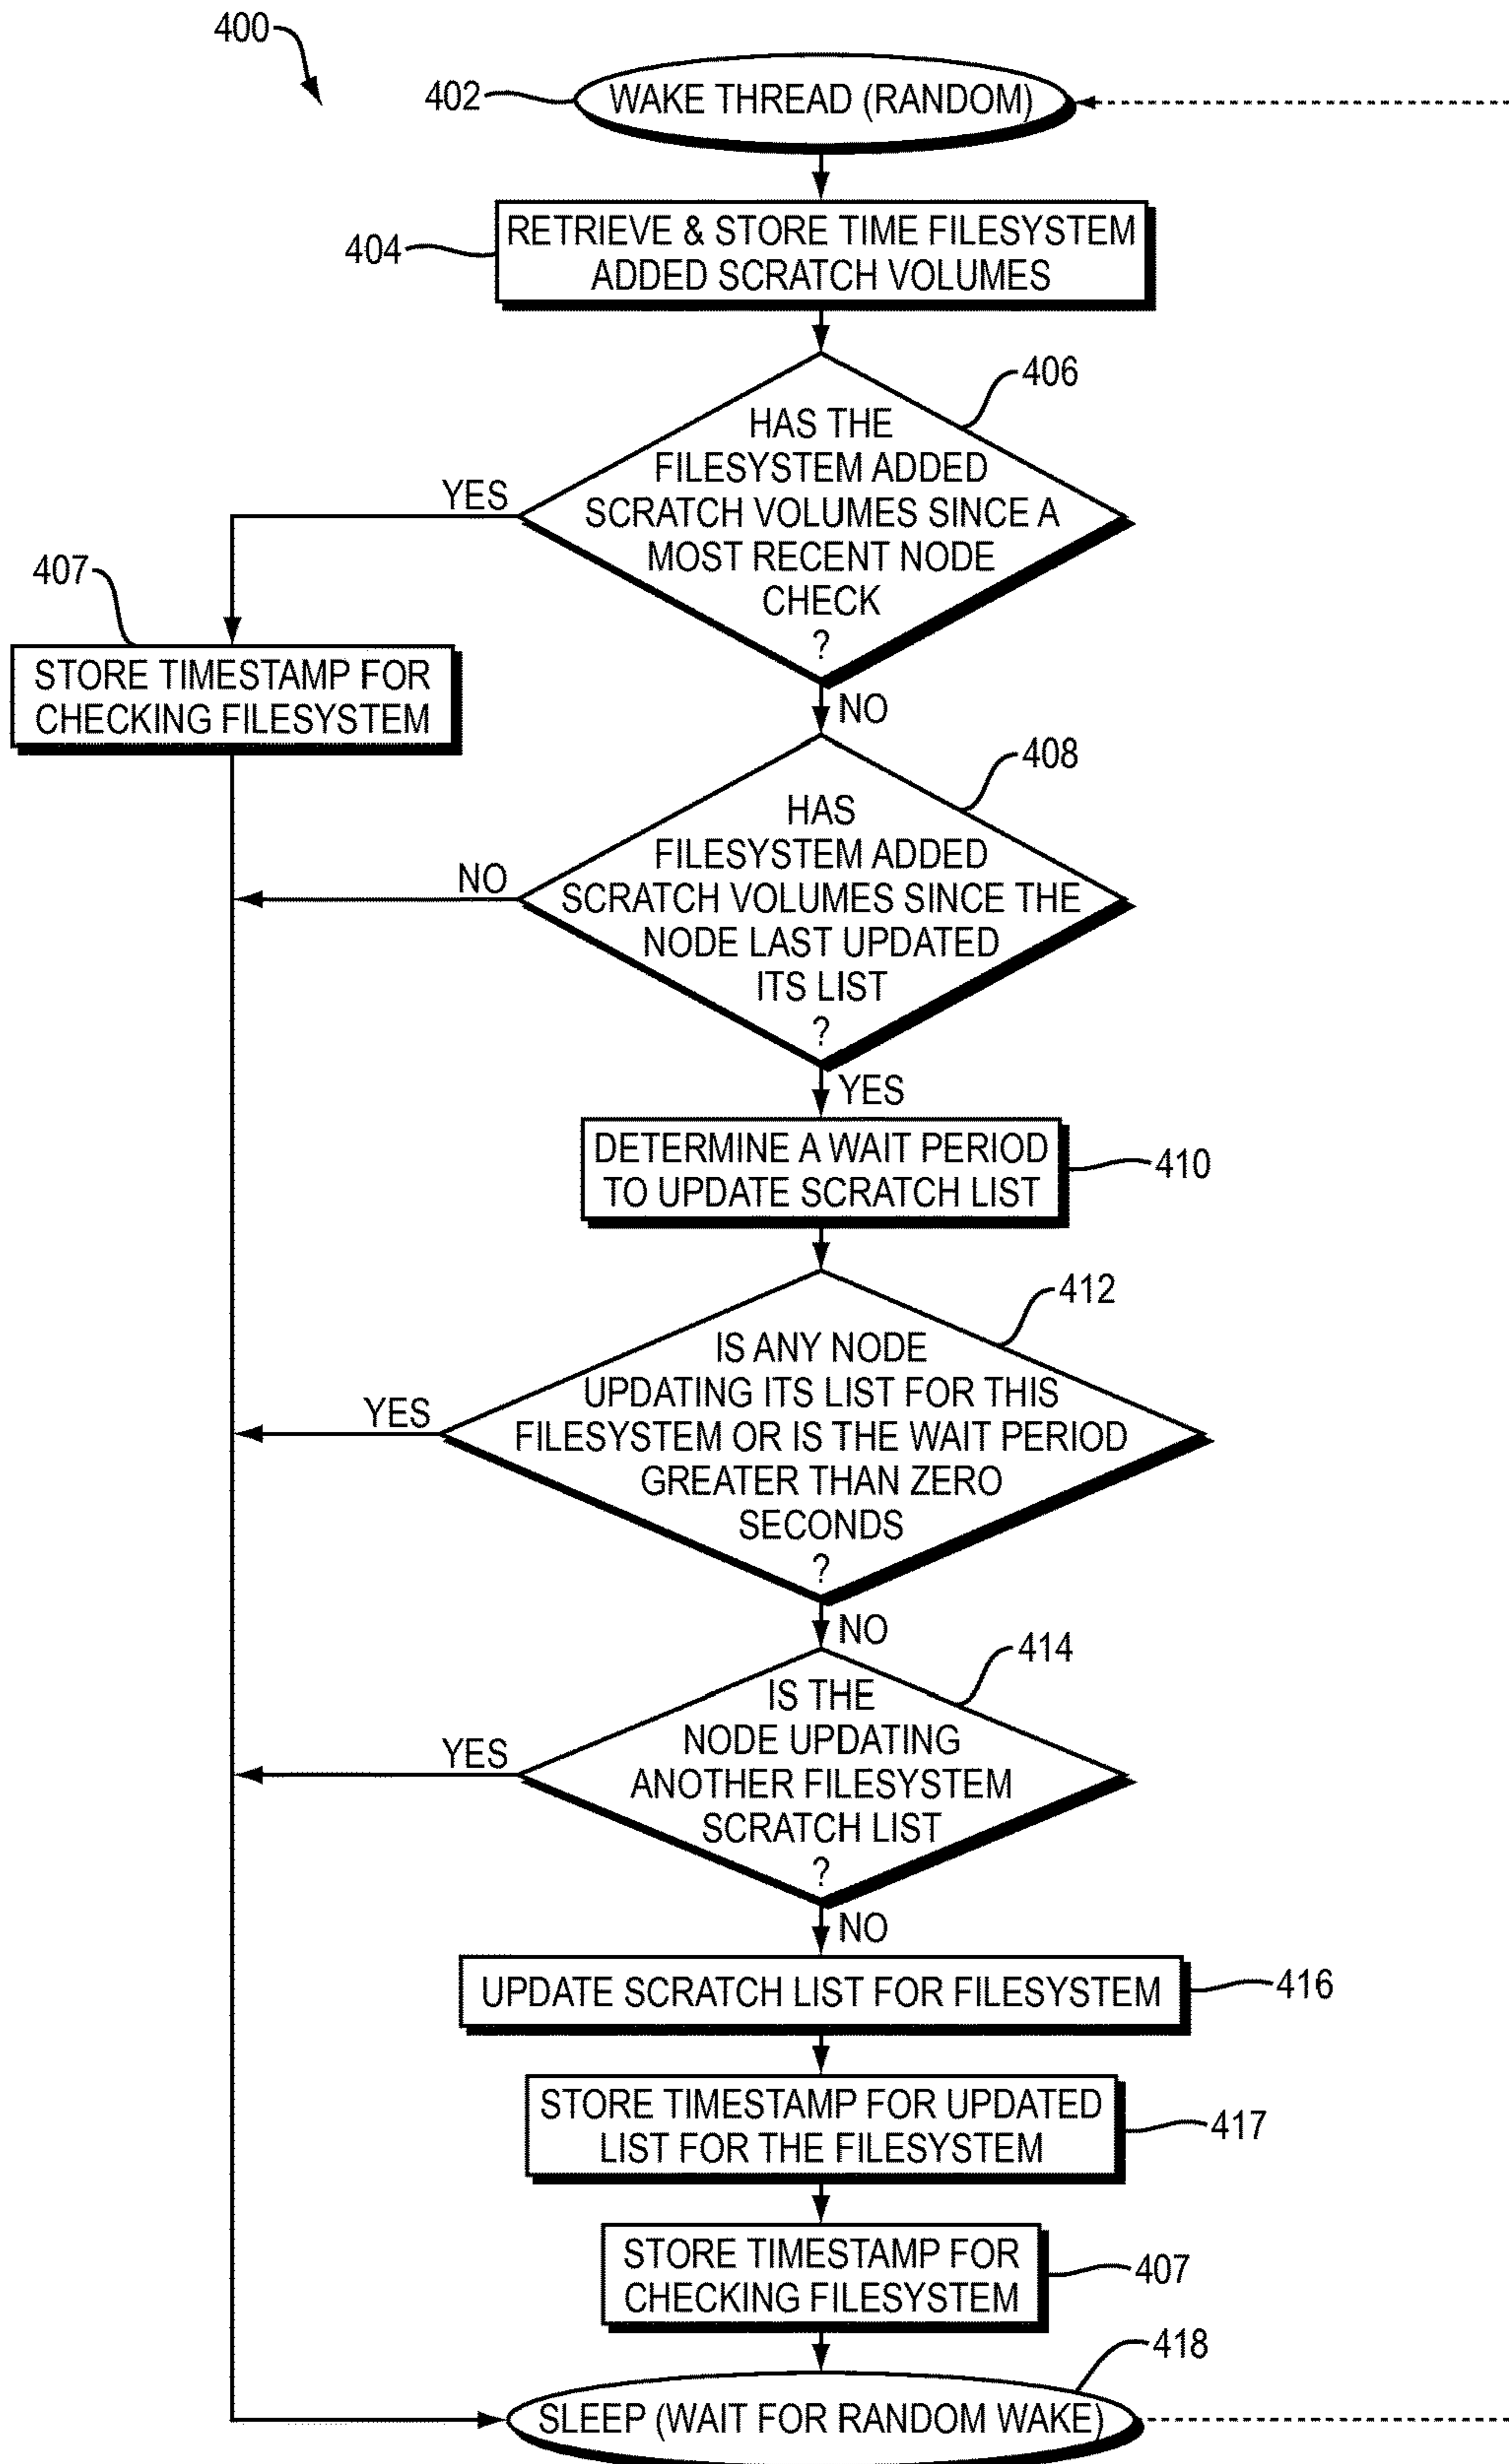 400
402
WAKE THREAD (RANDOM)
404
RETRIEVE & STORE TIME FILESYSTEM
ADDED SCRATCH VOLUMES
406
HAS THE
FILESYSTEM ADDED
SCRATCH VOLUMES SINCE A
MOST RECENT NODE
CHECK
?
YES
407
STORE TIMESTAMP FOR
CHECKING FILESYSTEM
NO
408
HAS
FILESYSTEM ADDED
SCRATCH VOLUMES SINCE THE
NODE LAST UPDATED
ITS LIST
?
NO
YES
DETERMINE A WAIT PERIOD
TO UPDATE SCRATCH LIST
410
412
IS ANY NODE
UPDATING ITS LIST FOR THIS
FILESYSTEM OR IS THE WAIT PERIOD
GREATER THAN ZERO
SECONDS
?
YES
NO
414
IS THE
NODE UPDATING
ANOTHER FILESYSTEM
SCRATCH LIST
?
YES
NO
UPDATE SCRATCH LIST FOR FILESYSTEM
416
STORE TIMESTAMP FOR UPDATED
LIST FOR THE FILESYSTEM
417
STORE TIMESTAMP FOR
CHECKING FILESYSTEM
407
418
SLEEP (WAIT FOR RANDOM WAKE)